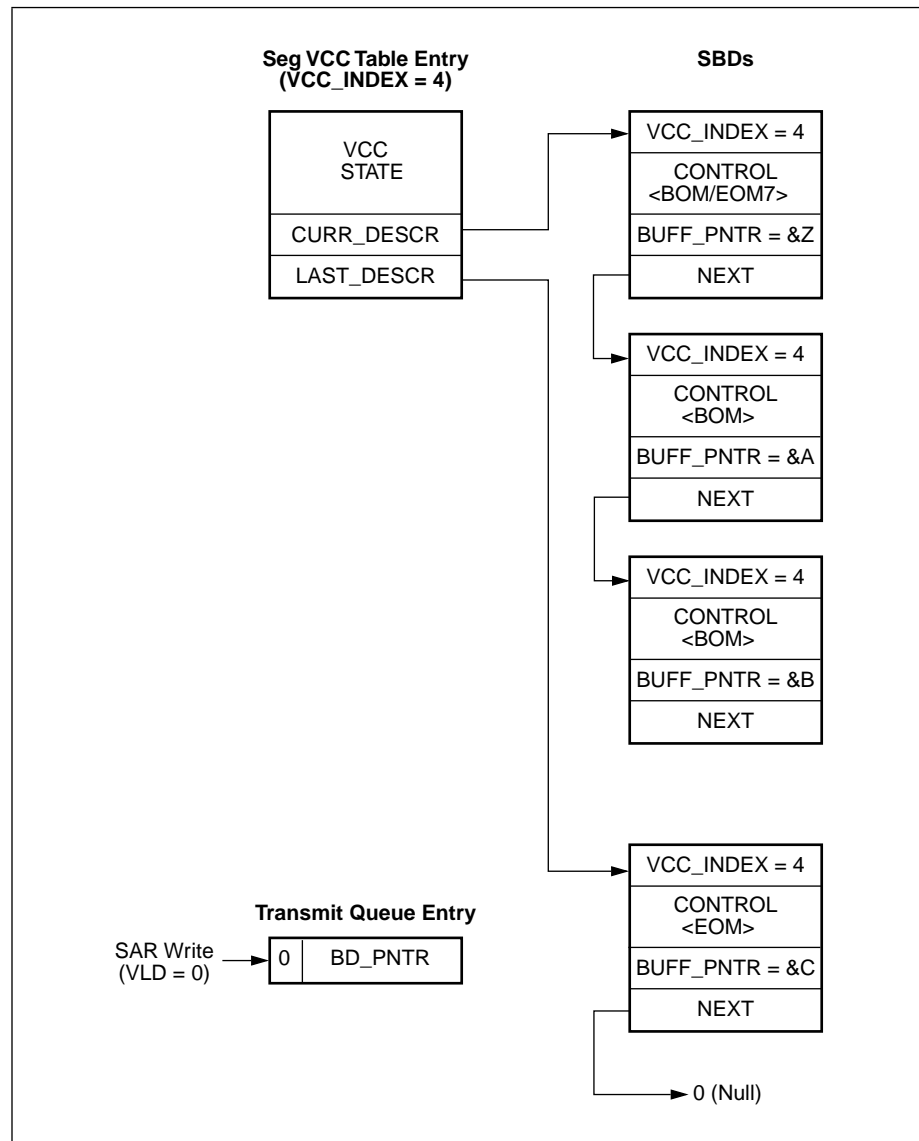 Seg VCC Table Entry
(VCC_INDEX = 4)
VCC
STATE
CURR_DESCR
LAST_DESCR
SBDs
VCC_INDEX = 4
CONTROL
<BOM/EOM7>
BUFF_PNTR = &Z
NEXT
VCC_INDEX = 4
CONTROL
<BOM>
BUFF_PNTR = &A
NEXT
VCC_INDEX = 4
CONTROL
<BOM>
BUFF_PNTR = &B
NEXT
VCC_INDEX = 4
CONTROL
<EOM>
BUFF_PNTR = &C
NEXT
0 (Null)
Transmit Queue Entry
SAR Write
(VLD = 0)
0 BD_PNTR